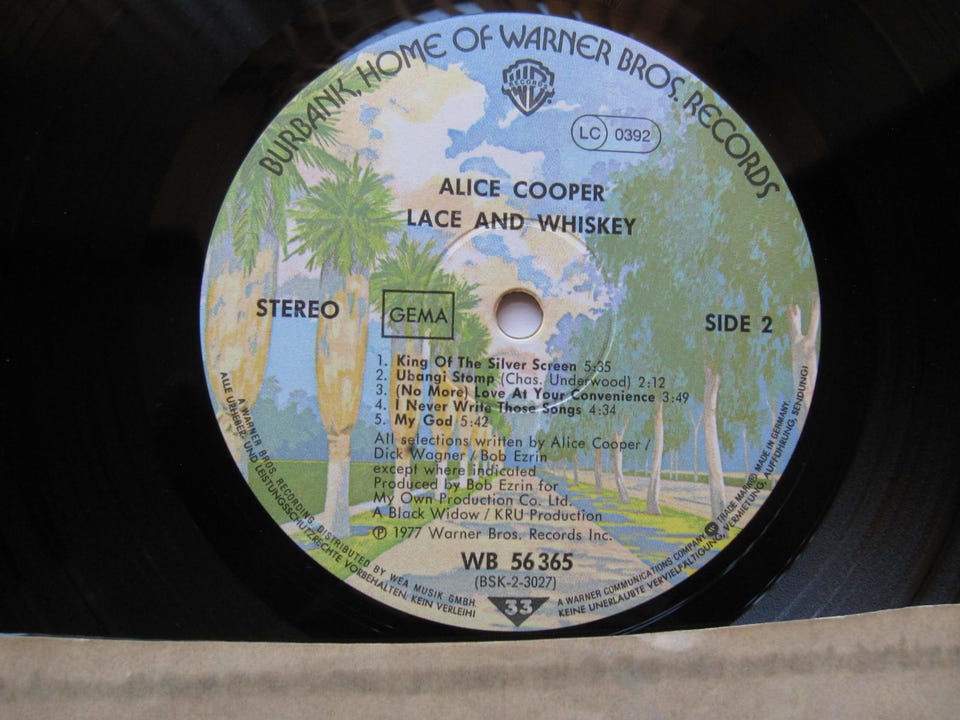 BURBANK, HOME OF WARNER BROS. RECORDS
WB
RECORDS
LC 0392
ALICE COOPER
LACE AND WHISKEY
STEREO
GEMA
SIDE 2
1. King Of The Silver Screen 5:35
2. Ubangi Stomp (Chas. Underwood) 2:12
3. (No More) Love At Your Convenience 3:49
4. I Never Write Those Songs 4:34
5. My God 5:42
All selections written by Alice Cooper /
Dick Wagner / Bob Ezrin
except where indicated
Produced by Bob Ezrin for
My Own Production Co. Ltd.
A Black Widow / KRU Production
℗ 1977 Warner Bros. Records Inc.
WB 56 365
(BSK-2-3027)
33
A WARNER BROS. RECORDING, DISTRIBUTED BY WEA MUSIK GMBH.
A WARNER COMMUNICATIONS COMPANY. TRADE MARK® MADE IN GERMANY.
ALLE URHEBER- UND LEISTUNGSSCHUTZRECHTE VORBEHALTEN. KEIN VERLEIH!
KEINE UNERLAUBTE VERVIELFÄLTIGUNG, VERMIETUNG, AUFFÜHRUNG, SENDUNG!